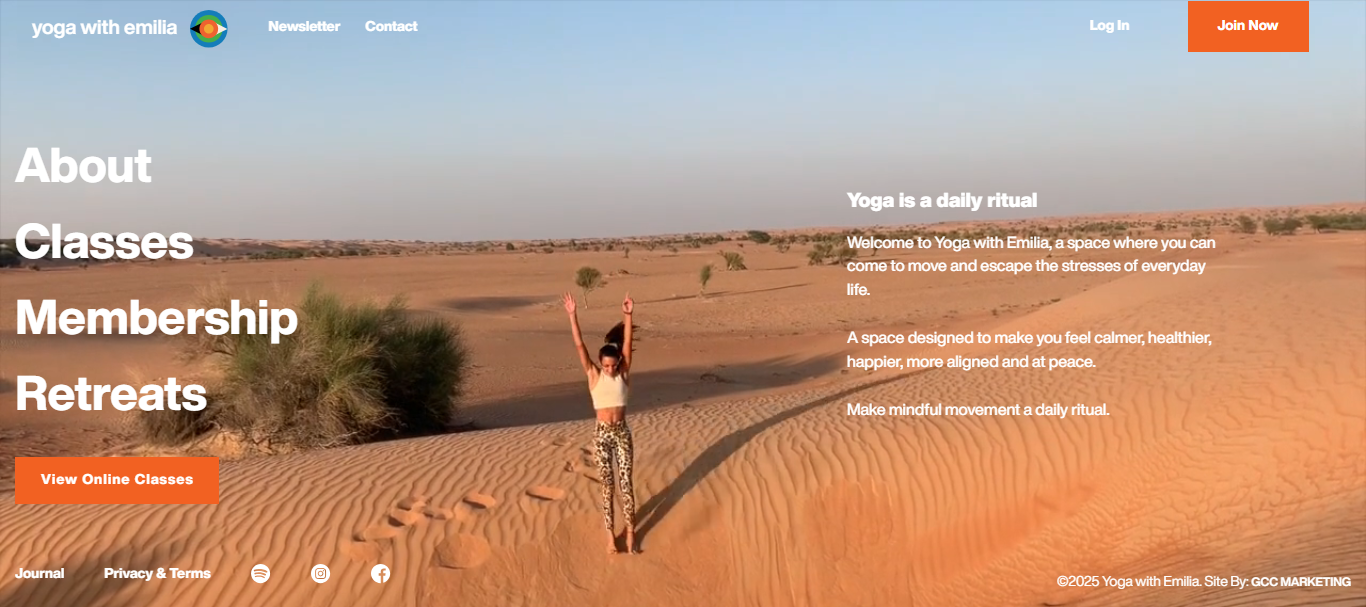 yoga with emilia
Newsletter
Contact
Log In
Join Now
About
Classes
Membership
Retreats
View Online Classes
Yoga is a daily ritual
Welcome to Yoga with Emilia, a space where you can
come to move and escape the stresses of everyday
life.
A space designed to make you feel calmer, healthier,
happier, more aligned and at peace.
Make mindful movement a daily ritual.
Journal
Privacy & Terms
©2025 Yoga with Emilia. Site By: GCC MARKETING